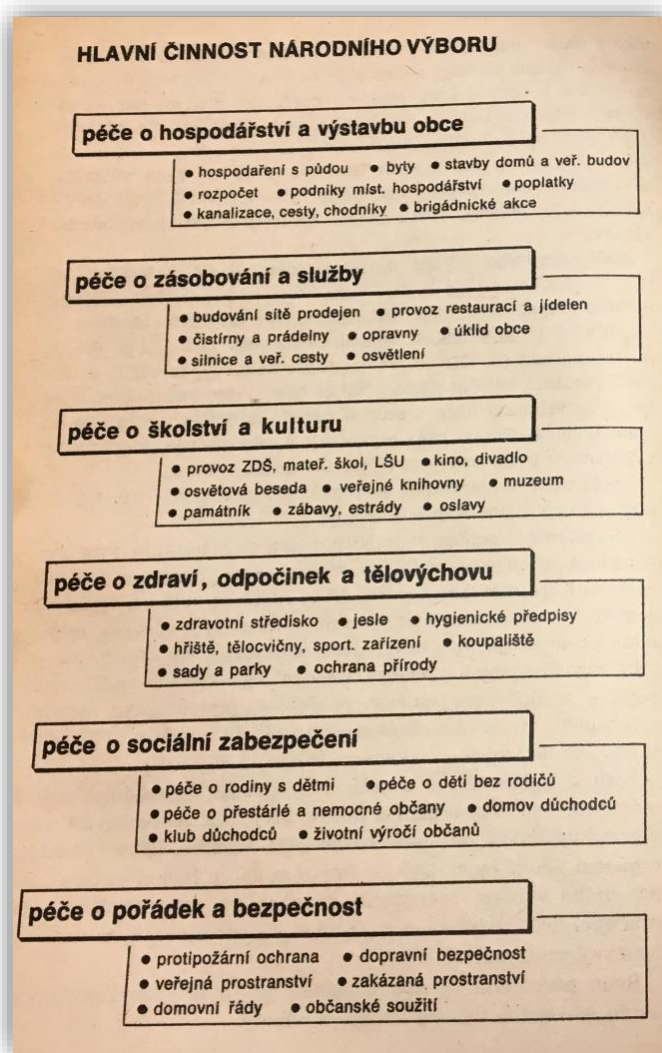 HLAVNÍ ČINNOST NÁRODNÍHO VÝBORU
péče o hospodářství a výstavbu obce
• hospodaření s půdou • byty • stavby domů a veř. budov
• rozpočet • podniky míst. hospodářství • poplatky
• kanalizace, cesty, chodníky • brigádnické akce
péče o zásobování a služby
• budování sítě prodejen • provoz restaurací a jídelen
• čistírny a prádelny • opravny • úklid obce
• silnice a veř. cesty • osvětlení
péče o školství a kulturu
• provoz ZDŠ, mateř. škol, LŠU • kino, divadlo
• osvětová beseda • veřejné knihovny • muzeum
• památník • zábavy, estrády • oslavy
péče o zdraví, odpočinek a tělovýchovu
• zdravotní středisko • jesle • hygienické předpisy
• hřiště, tělocvičny, sport. zařízení • koupaliště
• sady a parky • ochrana přírody
péče o sociální zabezpečení
• péče o rodiny s dětmi • péče o děti bez rodičů
• péče o přestárlé a nemocné občany • domov důchodců
• klub důchodců • životní výročí občanů
péče o pořádek a bezpečnost
• protipožární ochrana • dopravní bezpečnost
• veřejná prostranství • zakázaná prostranství
• domovní řády • občanské soužití